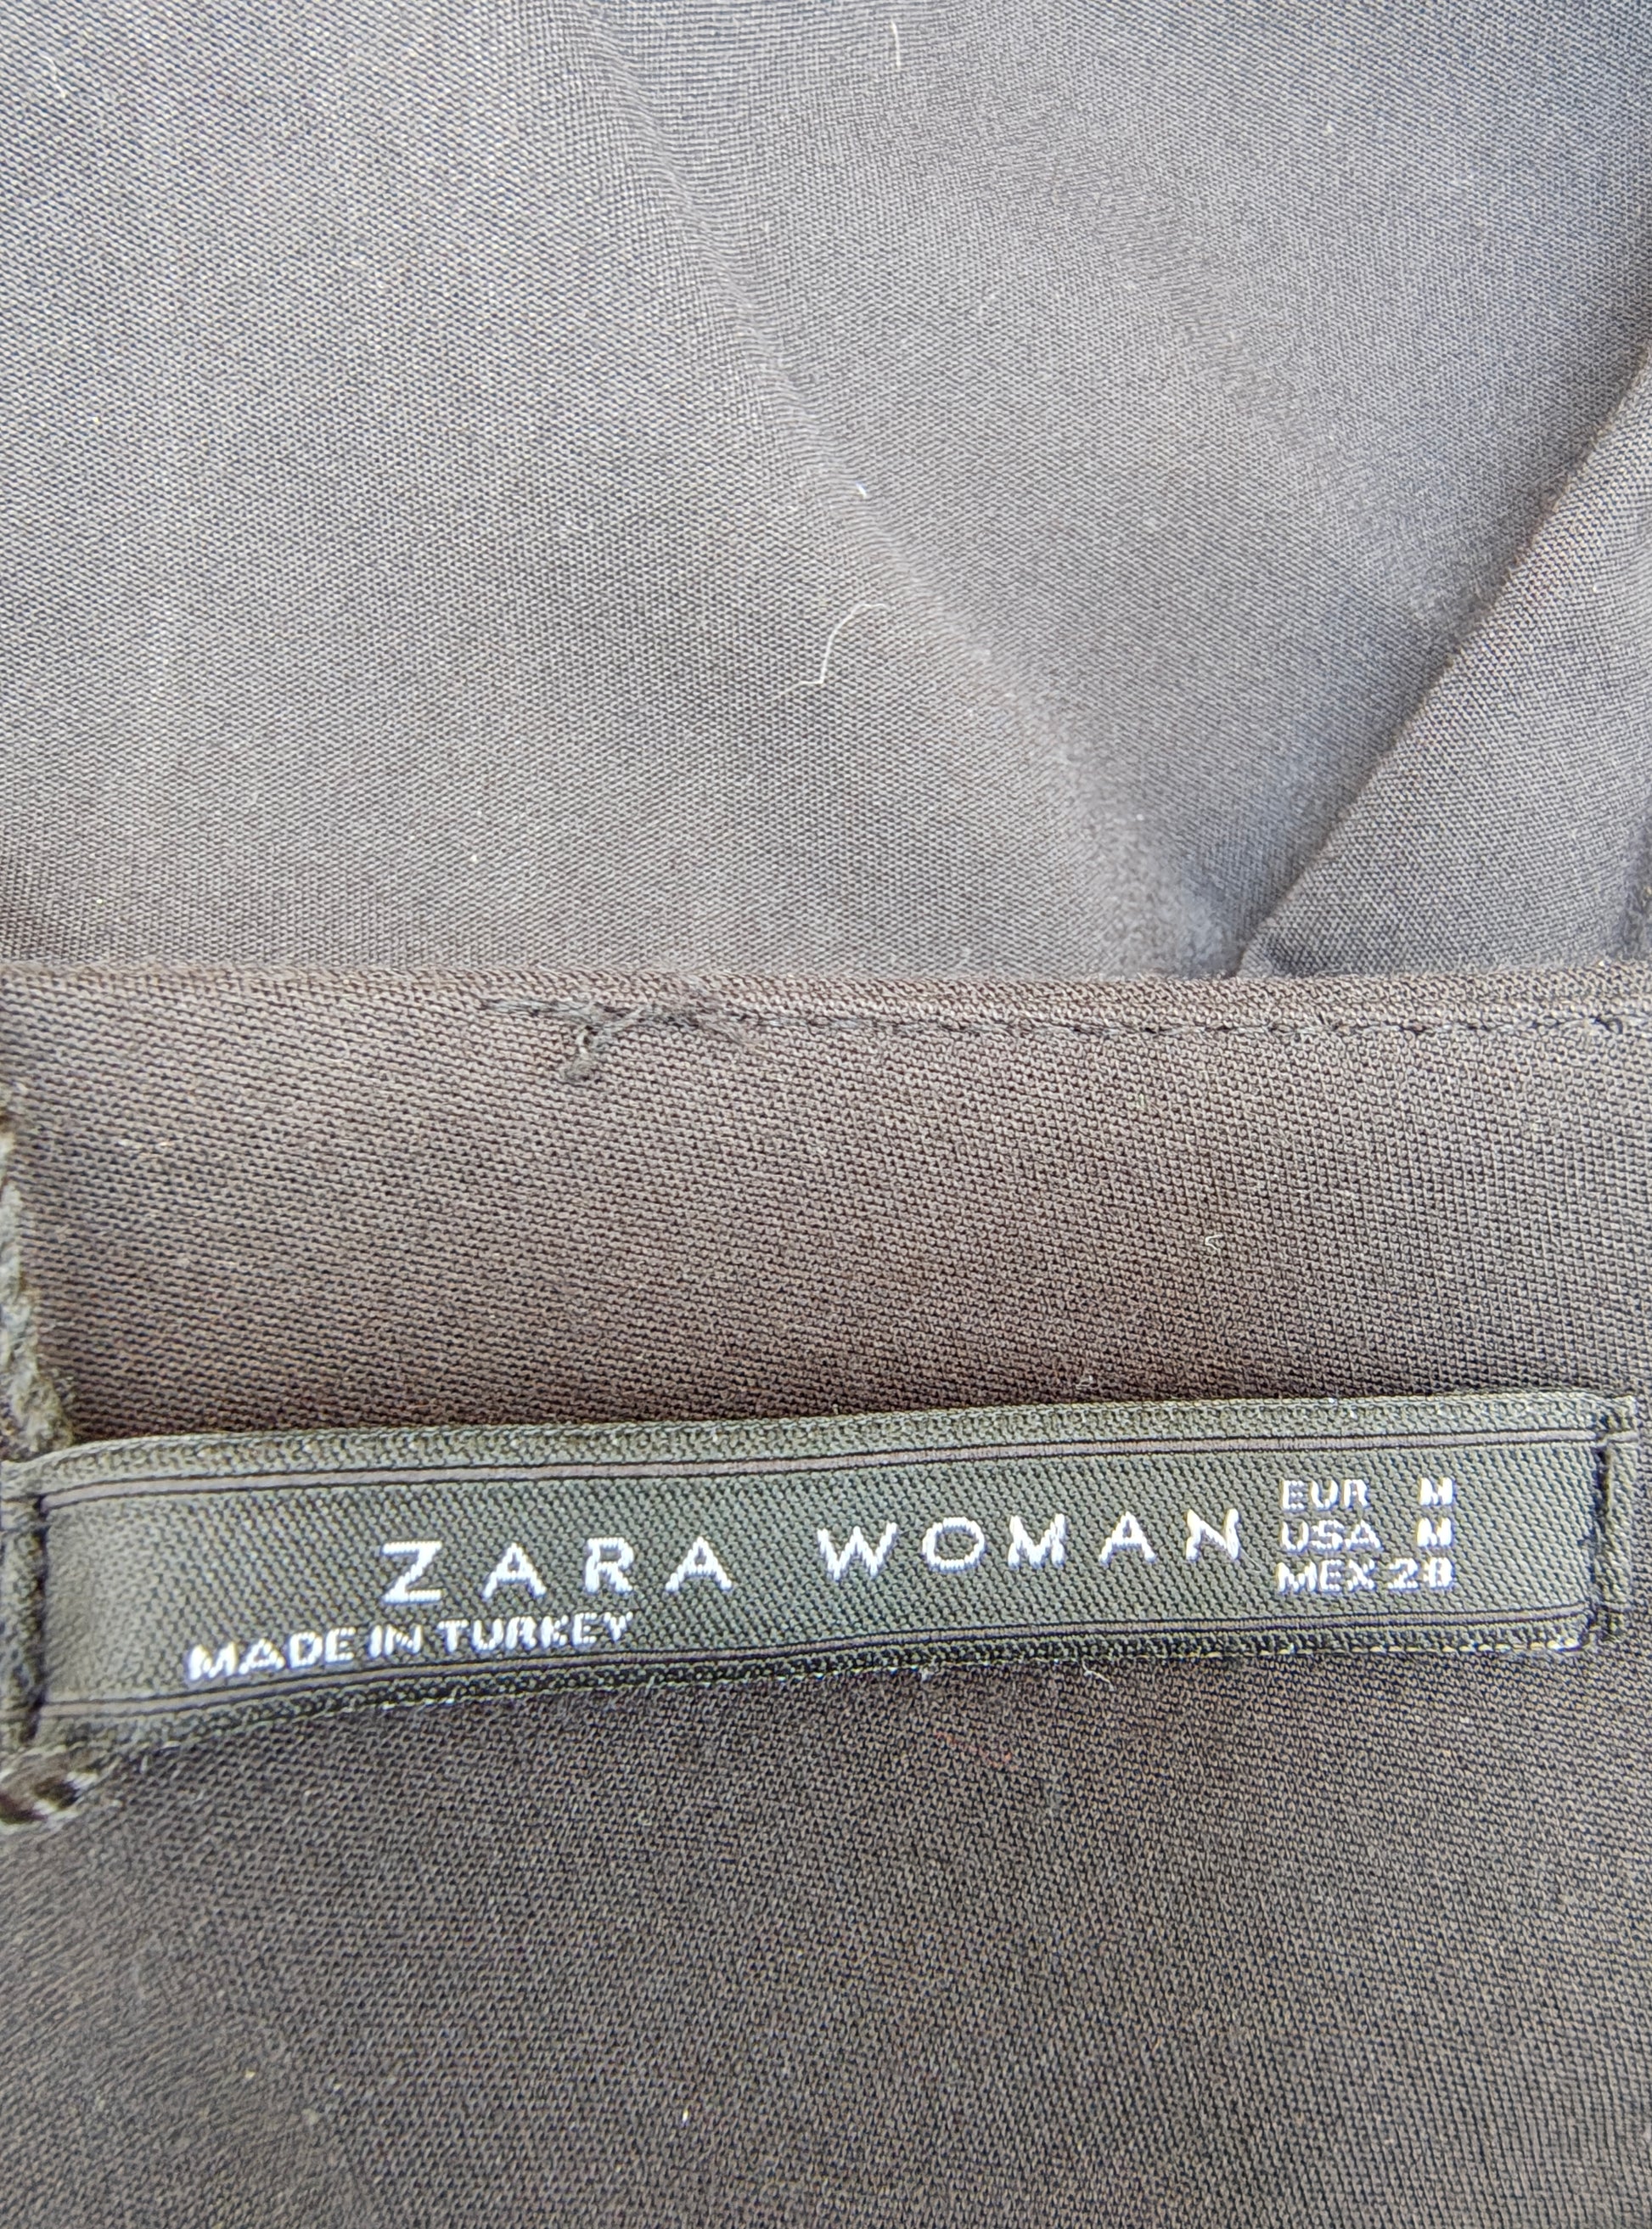 ZARA WOMAN
EUR M
USA M
MEX 28
MADE IN TURKEY